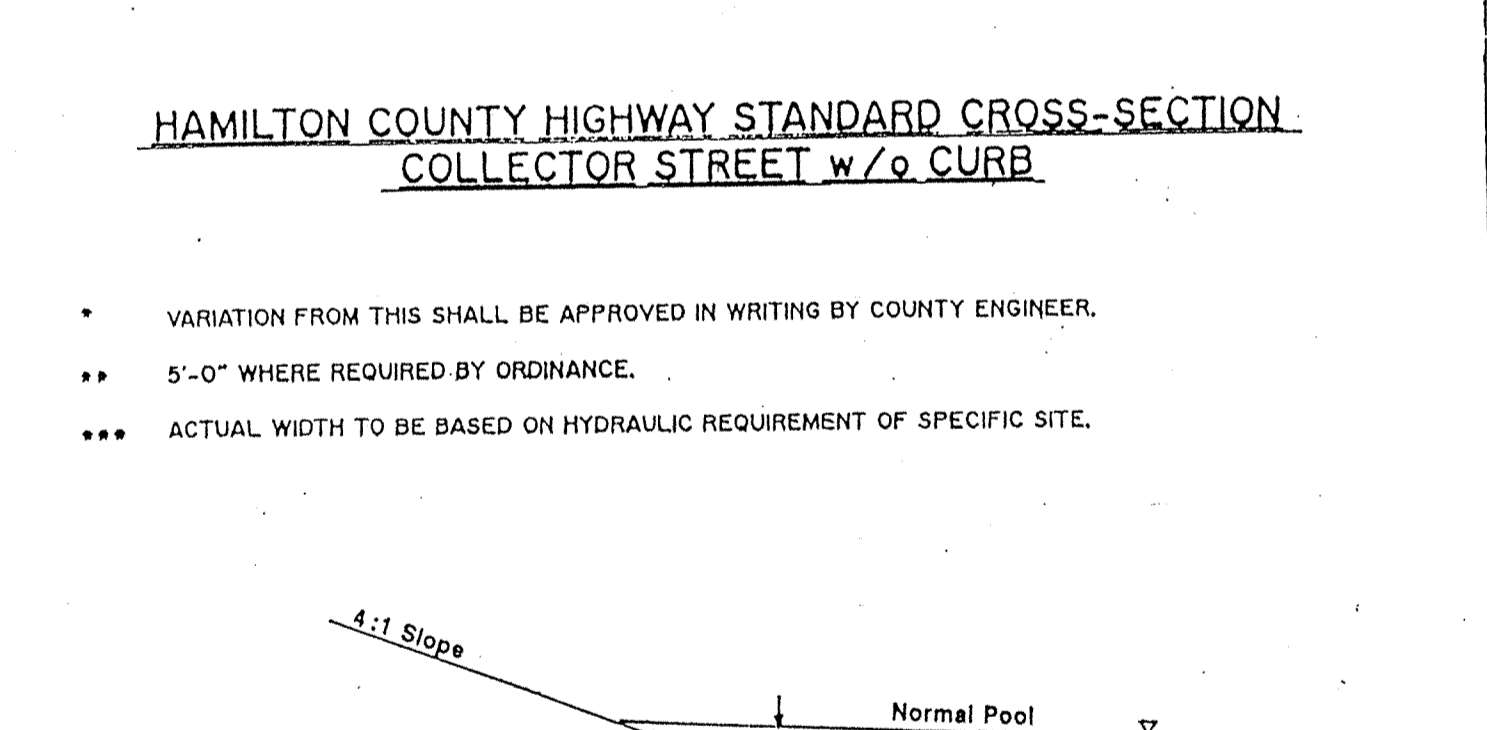 HAMILTON COUNTY HIGHWAY STANDARD CROSS-SECTION
COLLECTOR STREET w/o CURB
* VARIATION FROM THIS SHALL BE APPROVED IN WRITING BY COUNTY ENGINEER.
** 5'-0" WHERE REQUIRED BY ORDINANCE.
*** ACTUAL WIDTH TO BE BASED ON HYDRAULIC REQUIREMENT OF SPECIFIC SITE.
4:1 Slope
Normal Pool